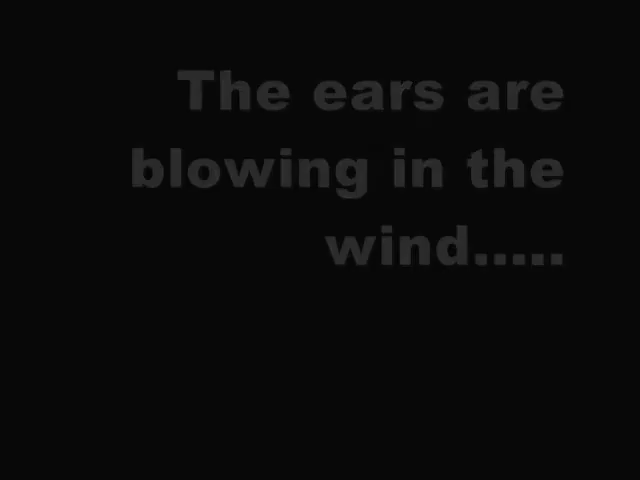 The ears are
blowing in the
wind.....